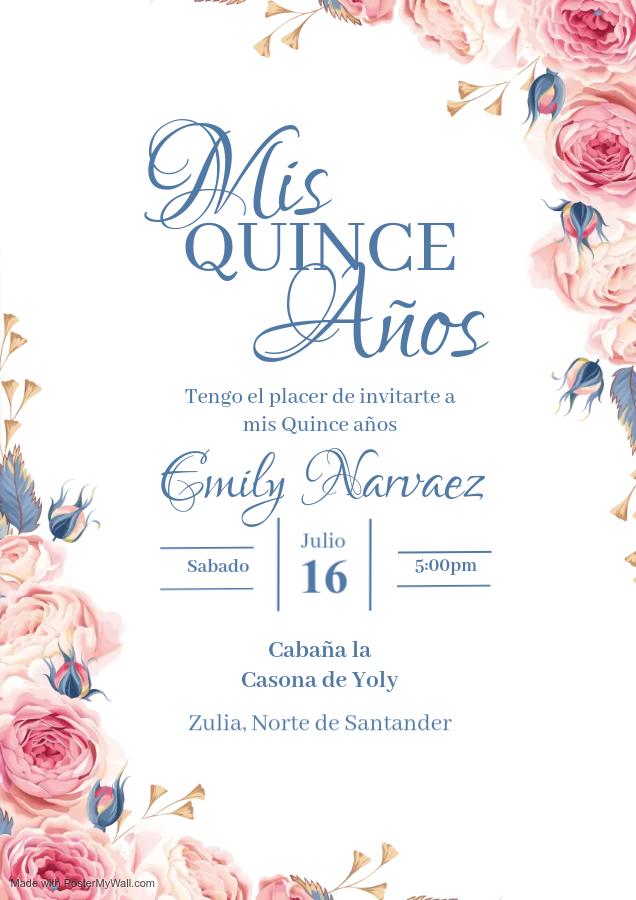 Mis
QUINCE
Años
Tengo el placer de invitarte a
mis Quince años
Emily Narvaez
Julio
Sabado
16
5:00pm
Cabaña la
Casona de Yoly
Zulia, Norte de Santander
Made with PosterMyWall.com